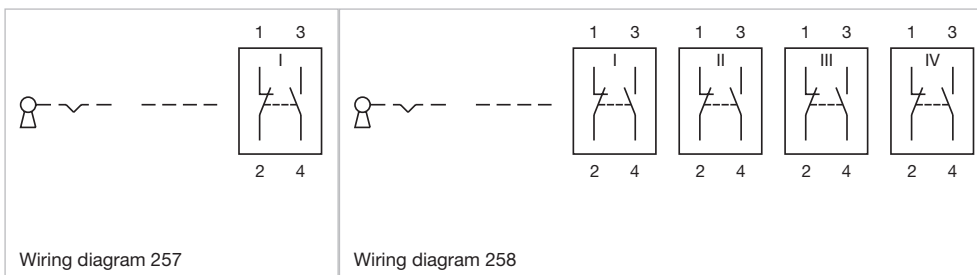 1 3
I
2 4
Wiring diagram 257
1 3 1 3 1 3 1 3
I II III IV
2 4 2 4 2 4 2 4
Wiring diagram 258